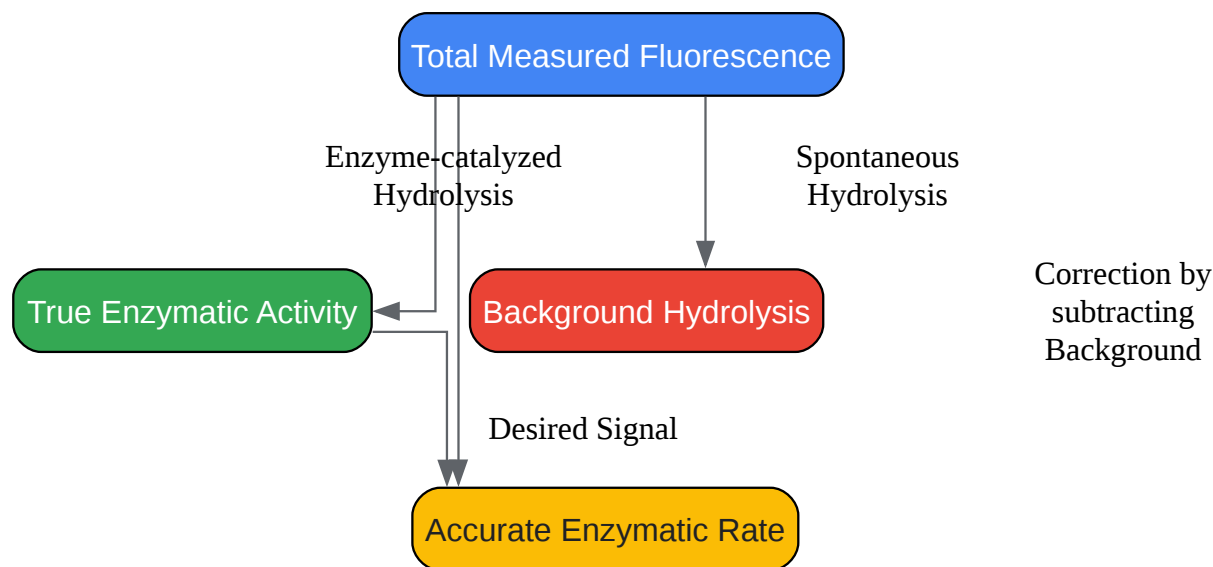 Total Measured Fluorescence
Enzyme-catalyzed
Hydrolysis
Spontaneous
Hydrolysis
True Enzymatic Activity
Background Hydrolysis
Correction by
subtracting
Background
Desired Signal
Accurate Enzymatic Rate